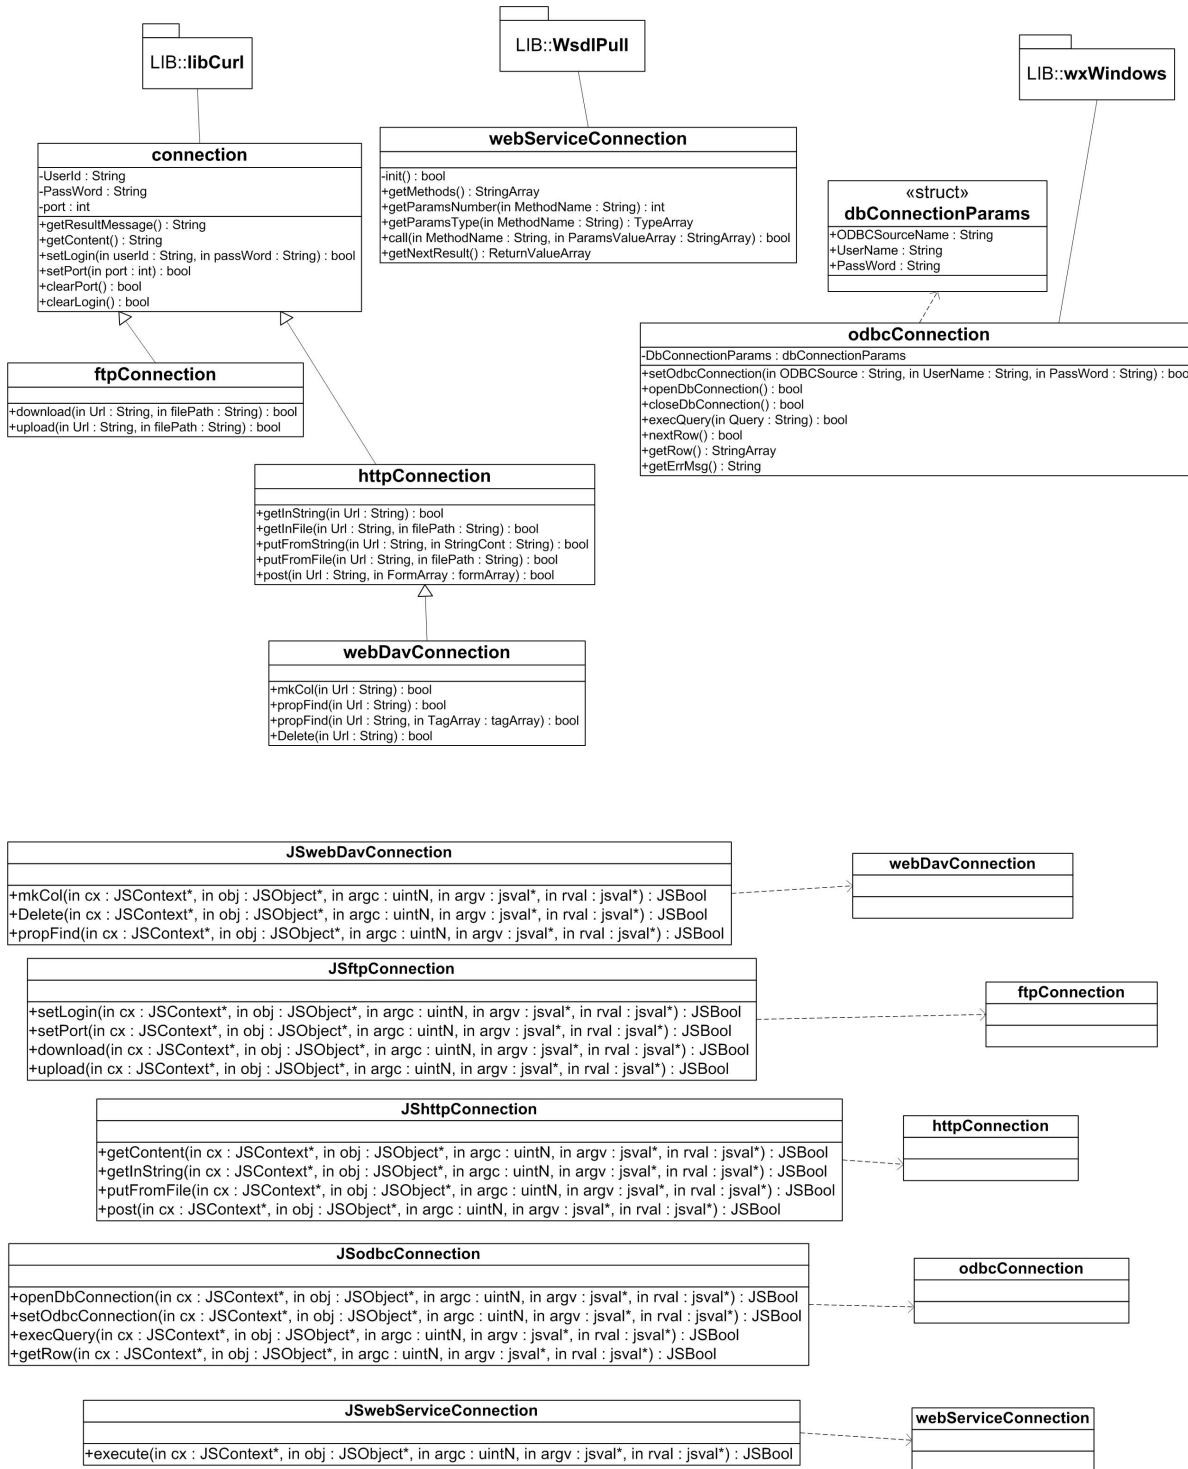 LIB::libCurl
LIB::WsdlPull
LIB::wxWindows
connection
-UserId : String
-PassWord : String
-port : int
+getResultMessage() : String
+getContent() : String
+setLogin(in userId : String, in passWord : String) : bool
+setPort(in port : int) : bool
+clearPort() : bool
+clearLogin() : bool
webServiceConnection
-init() : bool
+getMethods() : StringArray
+getParamsNumber(in MethodName : String) : int
+getParamsType(in MethodName : String) : TypeArray
+call(in MethodName : String, in ParamsValueArray : StringArray) : bool
+getNextResult() : ReturnValueArray
«struct»
dbConnectionParams
+ODBCSourceName : String
+UserName : String
+PassWord : String
odbcConnection
-DbConnectionParams : dbConnectionParams
+setOdbcConnection(in ODBCSource : String, in UserName : String, in PassWord : String) : bool
+openDbConnection() : bool
+closeDbConnection() : bool
+execQuery(in Query : String) : bool
+nextRow() : bool
+getRow() : StringArray
+getErrMsg() : String
ftpConnection
+download(in Url : String, in filePath : String) : bool
+upload(in Url : String, in filePath : String) : bool
httpConnection
+getInString(in Url : String) : bool
+getInFile(in Url : String, in filePath : String) : bool
+putFromString(in Url : String, in StringCont : String) : bool
+putFromFile(in Url : String, in filePath : String) : bool
+post(in Url : String, in FormArray : formArray) : bool
webDavConnection
+mkCol(in Url : String) : bool
+propFind(in Url : String) : bool
+propFind(in Url : String, in TagArray : tagArray) : bool
+Delete(in Url : String) : bool
JSwebDavConnection
+mkCol(in cx : JSContext*, in obj : JSObject*, in argc : uintN, in argv : jsval*, in rval : jsval*) : JSBool
+Delete(in cx : JSContext*, in obj : JSObject*, in argc : uintN, in argv : jsval*, in rval : jsval*) : JSBool
+propFind(in cx : JSContext*, in obj : JSObject*, in argc : uintN, in argv : jsval*, in rval : jsval*) : JSBool
webDavConnection
JSftpConnection
+setLogin(in cx : JSContext*, in obj : JSObject*, in argc : uintN, in argv : jsval*, in rval : jsval*) : JSBool
+setPort(in cx : JSContext*, in obj : JSObject*, in argc : uintN, in argv : jsval*, in rval : jsval*) : JSBool
+download(in cx : JSContext*, in obj : JSObject*, in argc : uintN, in argv : jsval*, in rval : jsval*) : JSBool
+upload(in cx : JSContext*, in obj : JSObject*, in argc : uintN, in argv : jsval*, in rval : jsval*) : JSBool
ftpConnection
JShttpConnection
+getContent(in cx : JSContext*, in obj : JSObject*, in argc : uintN, in argv : jsval*, in rval : jsval*) : JSBool
+getInString(in cx : JSContext*, in obj : JSObject*, in argc : uintN, in argv : jsval*, in rval : jsval*) : JSBool
+putFromFile(in cx : JSContext*, in obj : JSObject*, in argc : uintN, in argv : jsval*, in rval : jsval*) : JSBool
+post(in cx : JSContext*, in obj : JSObject*, in argc : uintN, in argv : jsval*, in rval : jsval*) : JSBool
httpConnection
JSodbcConnection
+openDbConnection(in cx : JSContext*, in obj : JSObject*, in argc : uintN, in argv : jsval*, in rval : jsval*) : JSBool
+setOdbcConnection(in cx : JSContext*, in obj : JSObject*, in argc : uintN, in argv : jsval*, in rval : jsval*) : JSBool
+execQuery(in cx : JSContext*, in obj : JSObject*, in argc : uintN, in argv : jsval*, in rval : jsval*) : JSBool
+getRow(in cx : JSContext*, in obj : JSObject*, in argc : uintN, in argv : jsval*, in rval : jsval*) : JSBool
odbcConnection
JSwebServiceConnection
+execute(in cx : JSContext*, in obj : JSObject*, in argc : uintN, in argv : jsval*, in rval : jsval*) : JSBool
webServiceConnection